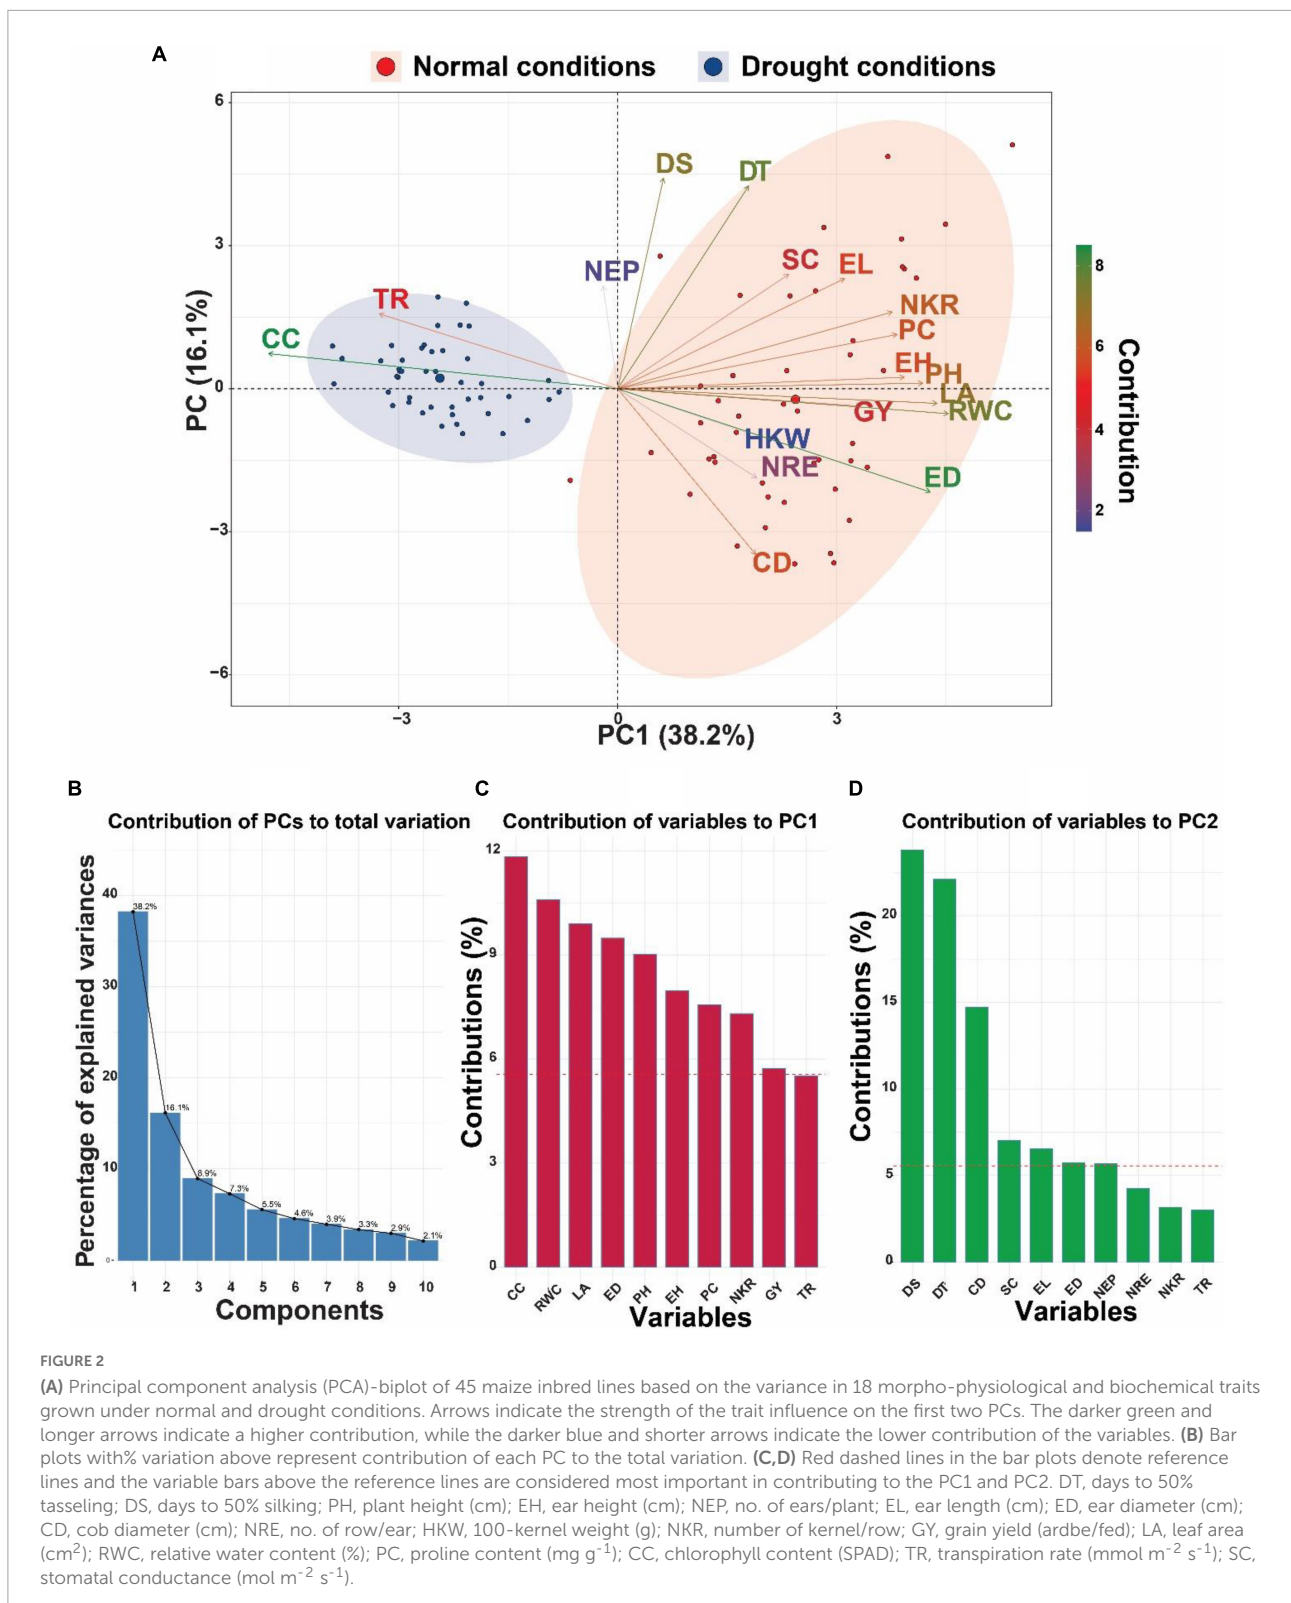 A
Normal conditions
Drought conditions
6
3
0
−3
−6
PC (16.1%)
DS
DT
NEP
SC
EL
TR
NKR
CC
PC
EH
PH
LA
GY
RWC
HKW
NRE
ED
CD
−3
0
3
PC1 (38.2%)
8
6
4
2
Contribution
B
Contribution of PCs to total variation
Percentage of explained variances
40
30
20
10
0
38.2%
16.1%
8.9%
7.3%
5.5%
4.6%
3.9%
3.3%
2.9%
2.1%
1 2 3 4 5 6 7 8 9 10
Components
C
Contribution of variables to PC1
Contributions (%)
12
9
6
3
0
CC RWC LA ED PH EH PC NKR GY TR
Variables
D
Contribution of variables to PC2
Contributions (%)
20
15
10
5
0
DS DT CD SC EL ED NEP NRE NKR TR
Variables
FIGURE 2
(A) Principal component analysis (PCA)-biplot of 45 maize inbred lines based on the variance in 18 morpho-physiological and biochemical traits
grown under normal and drought conditions. Arrows indicate the strength of the trait influence on the first two PCs. The darker green and
longer arrows indicate a higher contribution, while the darker blue and shorter arrows indicate the lower contribution of the variables. (B) Bar
plots with% variation above represent contribution of each PC to the total variation. (C,D) Red dashed lines in the bar plots denote reference
lines and the variable bars above the reference lines are considered most important in contributing to the PC1 and PC2. DT, days to 50%
tasseling; DS, days to 50% silking; PH, plant height (cm); EH, ear height (cm); NEP, no. of ears/plant; EL, ear length (cm); ED, ear diameter (cm);
CD, cob diameter (cm); NRE, no. of row/ear; HKW, 100-kernel weight (g); NKR, number of kernel/row; GY, grain yield (ardbe/fed); LA, leaf area
(cm²); RWC, relative water content (%); PC, proline content (mg g⁻¹); CC, chlorophyll content (SPAD); TR, transpiration rate (mmol m⁻² s⁻¹); SC,
stomatal conductance (mol m⁻² s⁻¹).